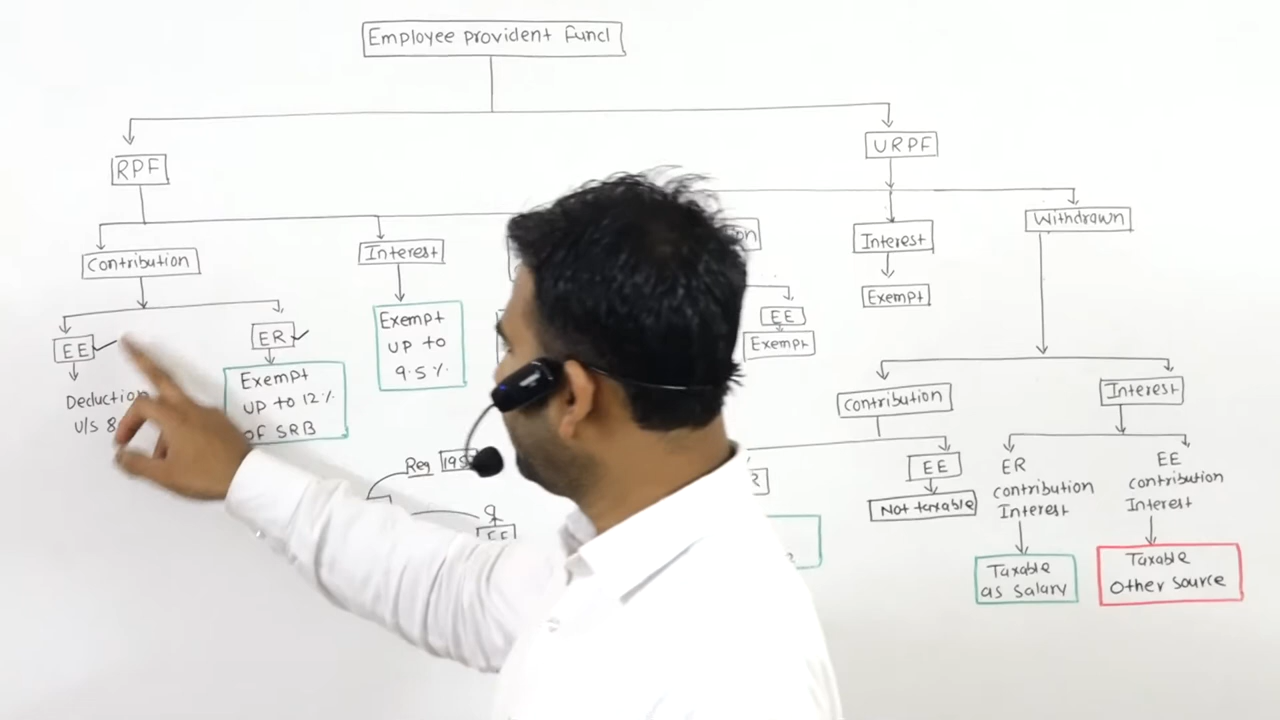 Employee provident fund
RPF
URPF
Contribution
Interest
Interest
Withdrawn
EE
ER
Exempt
UP to
9.5%
Exempt
EE
Exempt
Deduction
U/S
Exempt
UP TO 12%
OF SRB
Contribution
Interest
Reg
EE
Not taxable
ER
contribution
Interest
EE
contribution
Interest
Taxable
as salary
Taxable
Other source